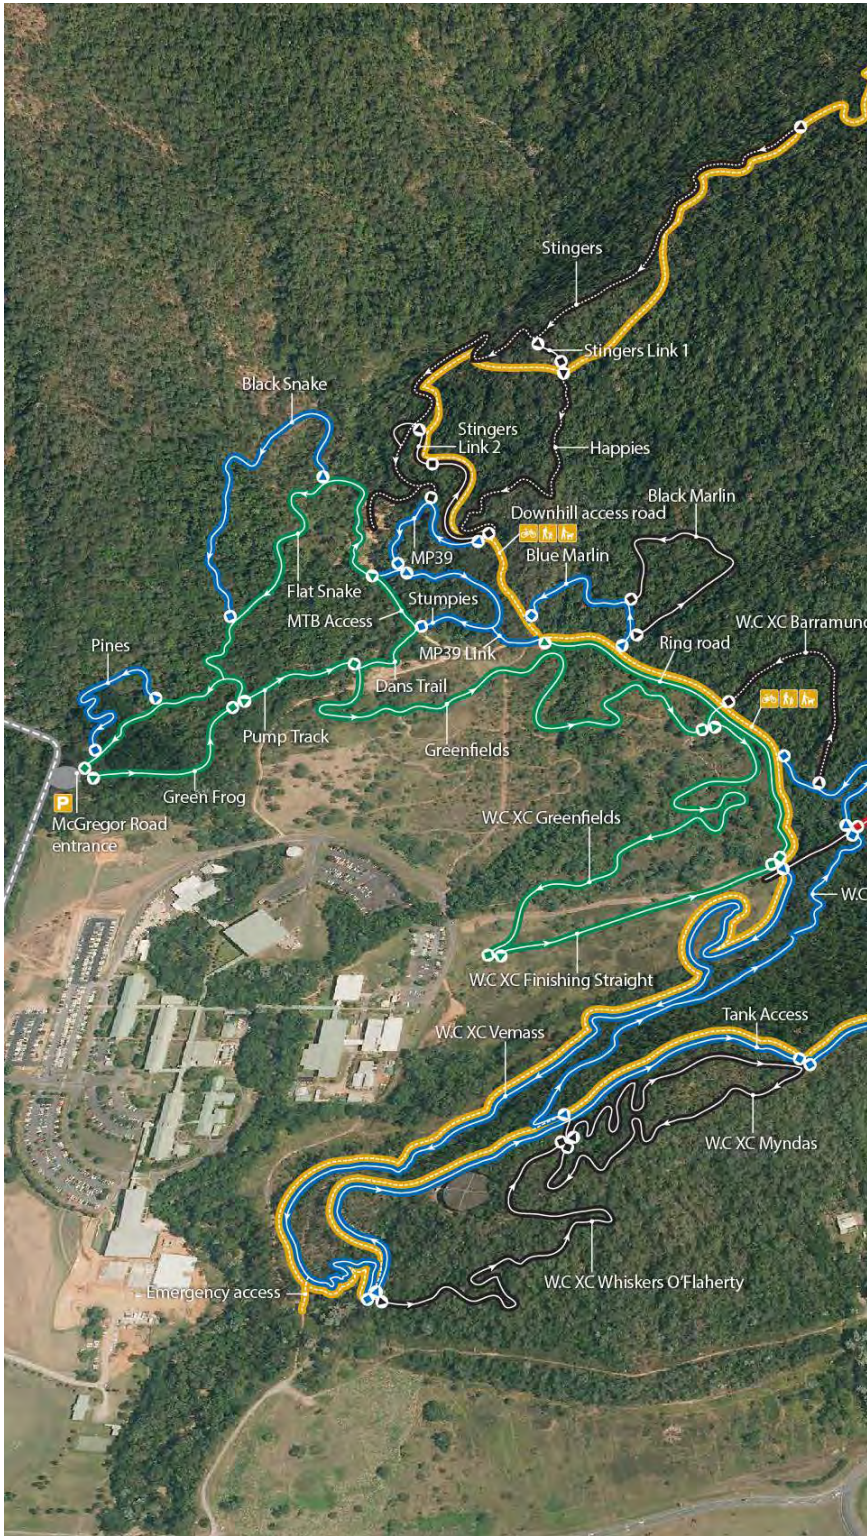 Stingers
Stingers Link 1
Black Snake
Stingers
Link 2
Happies
Black Marlin
Downhill access road
MP39
Blue Marlin
Flat Snake
Stumpies
MTB Access
W.C XC Barramund
Pines
MP39 Link
Ring road
Dans Trail
Pump Track
Greenfields
Green Frog
P
McGregor Road
entrance
W.C XC Greenfields
W.C
W.C XC Finishing Straight
Tank Access
W.C XC Vernass
W.C XC Myndas
W.C XC Whiskers O'Flaherty
Emergency access